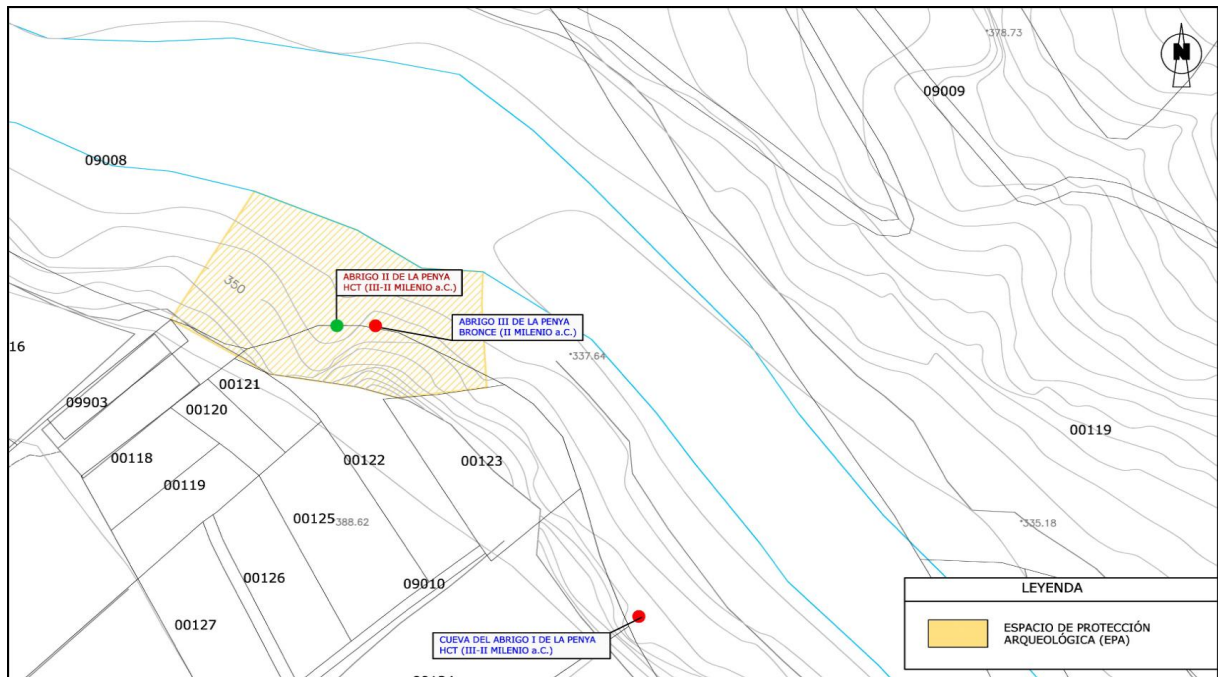 *378.73
N
09009
09008
350
ABRIGO II DE LA PENYA
HCT (III-II MILENIO a.C.)
ABRIGO III DE LA PENYA
BRONCE (II MILENIO a.C.)
16
*337.64
00121
09903
00120
00119
00118
00122
00123
00119
00125
*388.62
*335.18
00126
09010
LEYENDA
00127
ESPACIO DE PROTECCIÓN
ARQUEOLÓGICA (EPA)
CUEVA DEL ABRIGO I DE LA PENYA
HCT (III-II MILENIO a.C.)